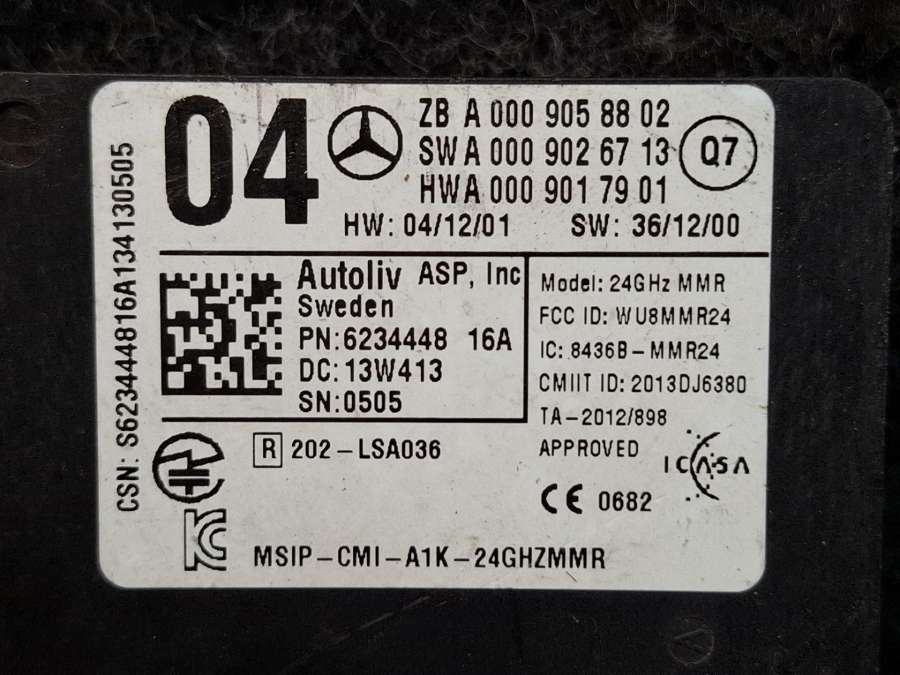 04
ZB A 000 905 88 02
SW A 000 902 67 13
HW A 000 901 79 01
Q7
HW: 04/12/01 SW: 36/12/00
CSN: S623444816A134130505
Autoliv ASP, Inc
Sweden
PN:6234448 16A
DC:13W413
SN:0505
Model: 24GHz MMR
FCC ID: WU8MMR24
IC: 8436B-MMR24
CMIIT ID: 2013DJ6380
TA-2012/898
APPROVED
ICASA
R 202-LSA036
CE 0682
KC
MSIP-CMI-A1K-24GHZMMR